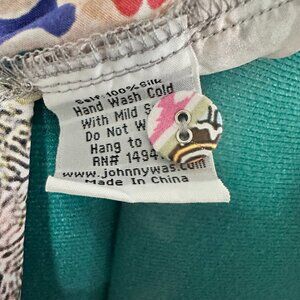 Self: 100% Silk
Hand Wash Cold
With Mild
Do Not
Hang to
RN# 1494
www.johnnywas.com
Made In China